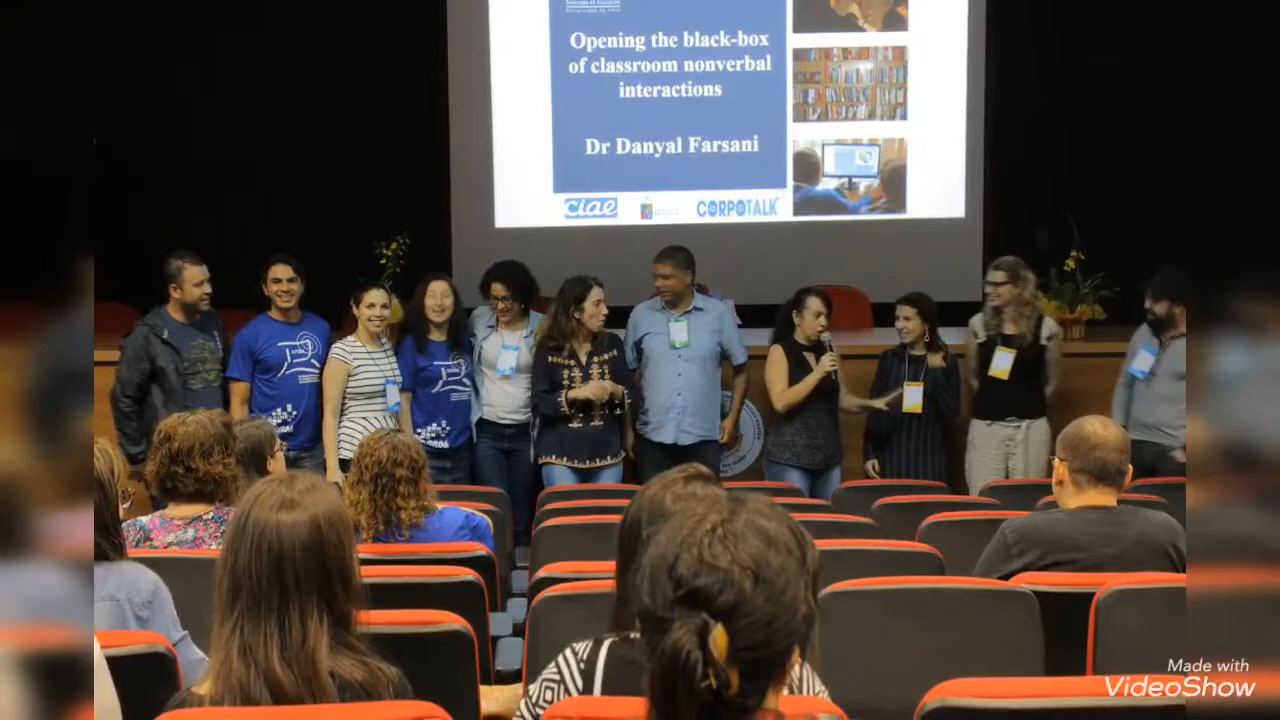 Opening the black-box
of classroom nonverbal
interactions
Dr Danyal Farsani
ciae
CORPOTALK
Made with
VideoShow